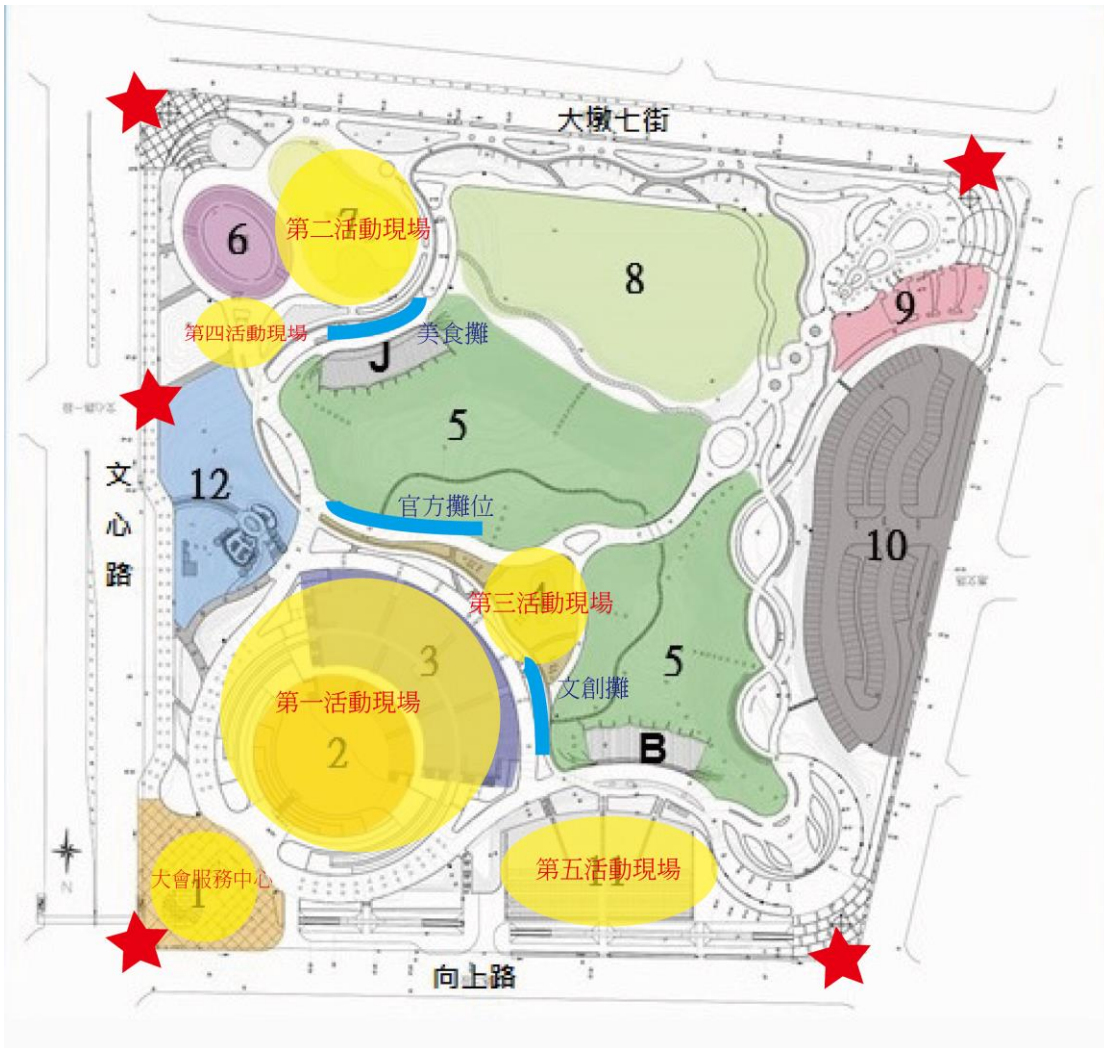 大墩七街
7
第二活動現場
6
8
9
第四活動現場
美食攤
J
5
文心路
12
官方攤位
10
4
第三活動現場
3
5
文創攤
第一活動現場
2
B
大會服務中心
1
第五活動現場
11
N
向上路